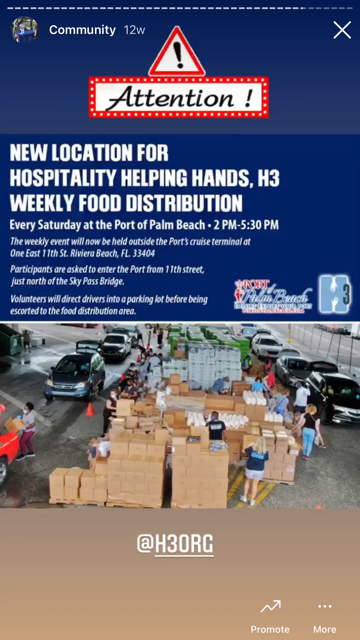 Community 12w
Attention !
NEW LOCATION FOR
HOSPITALITY HELPING HANDS, H3
WEEKLY FOOD DISTRIBUTION
Every Saturday at the Port of Palm Beach • 2 PM-5:30 PM
The weekly event will now be held outside the Port's cruise terminal at
One East 11th St. Riviera Beach, FL. 33404
Participants are asked to enter the Port from 11th street,
just north of the Sky Pass Bridge.
Volunteers will direct drivers into a parking lot before being
escorted to the food distribution area.
PORT
of
Palm Beach
H3
@H3ORG
Promote
More